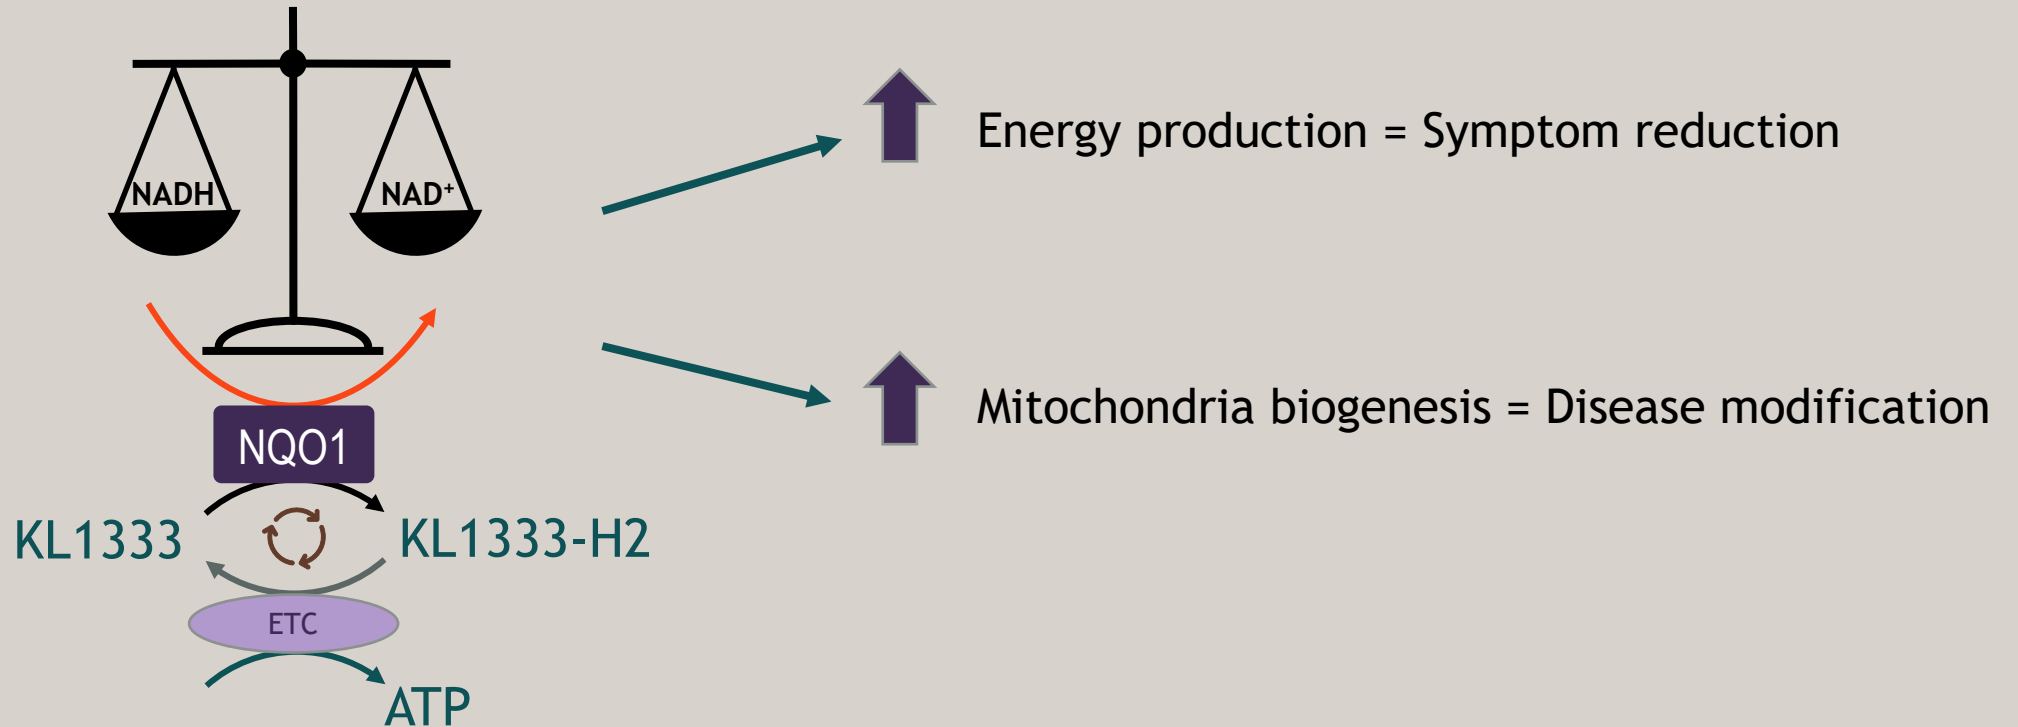 NADH
NAD⁺
Energy production = Symptom reduction
Mitochondria biogenesis = Disease modification
NQO1
KL1333
KL1333-H2
ETC
ATP